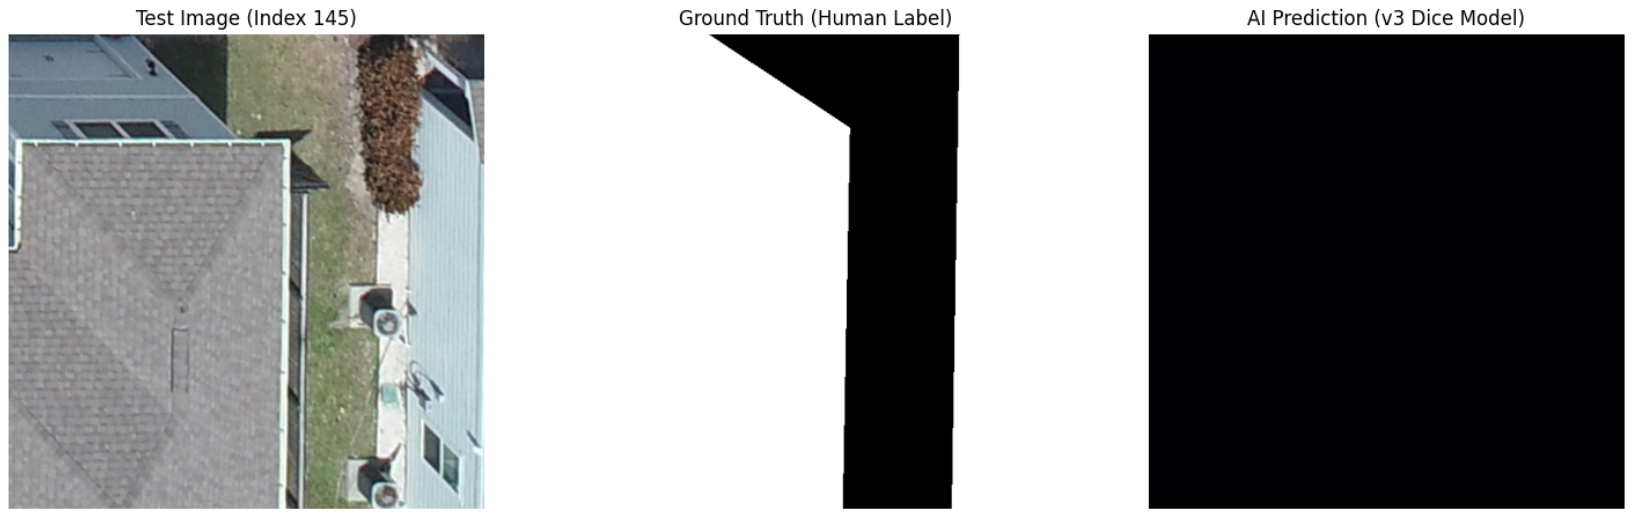 Test Image (Index 145)
Ground Truth (Human Label)
AI Prediction (v3 Dice Model)